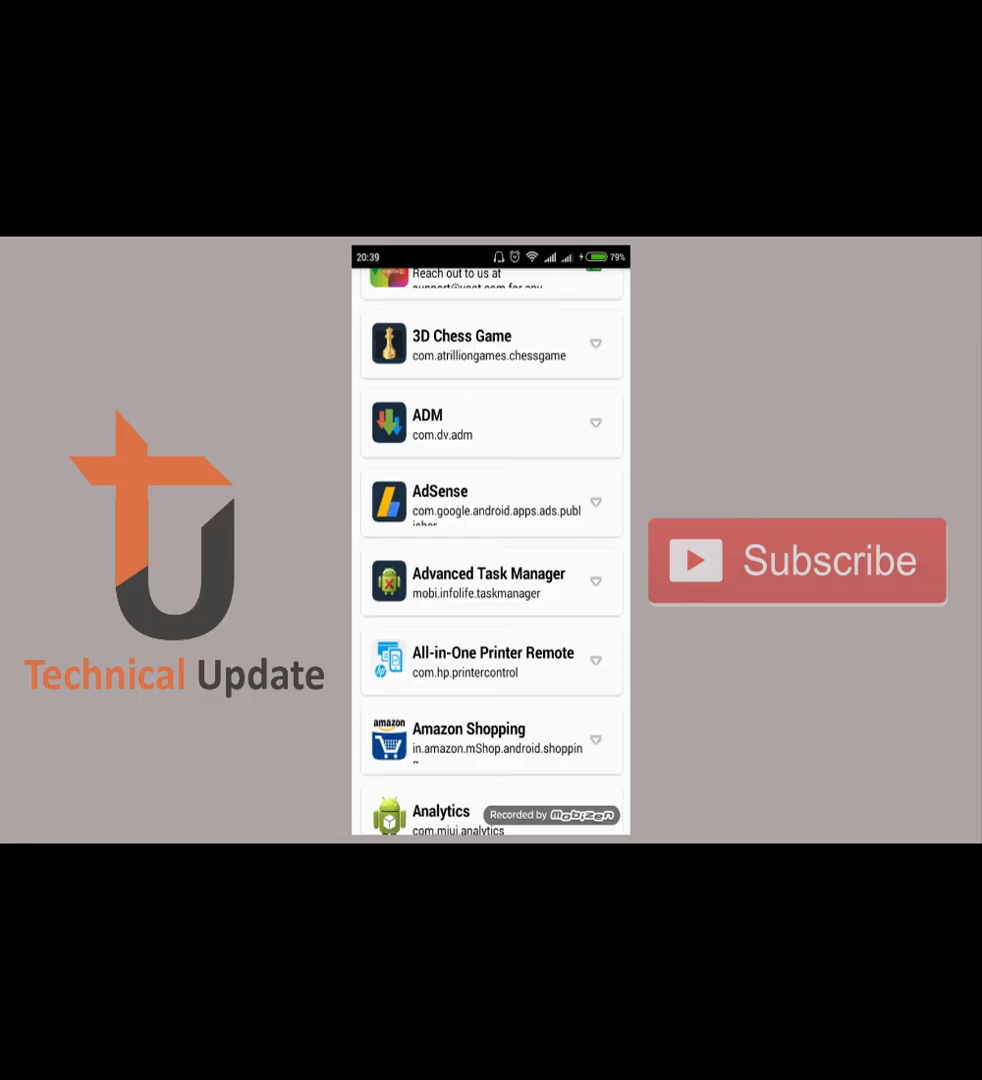 20:39
79%
Reach out to us at
3D Chess Game
com.atrilliongames.chessgame
ADM
com.dv.adm
AdSense
com.google.android.apps.ads.publ
Advanced Task Manager
mobi.infolife.taskmanager
All-in-One Printer Remote
hp
com.hp.printercontrol
amazon
Amazon Shopping
in.amazon.mShop.android.shoppin
Analytics
com.miui.analytics
Recorded by mobizen
Technical Update
Subscribe